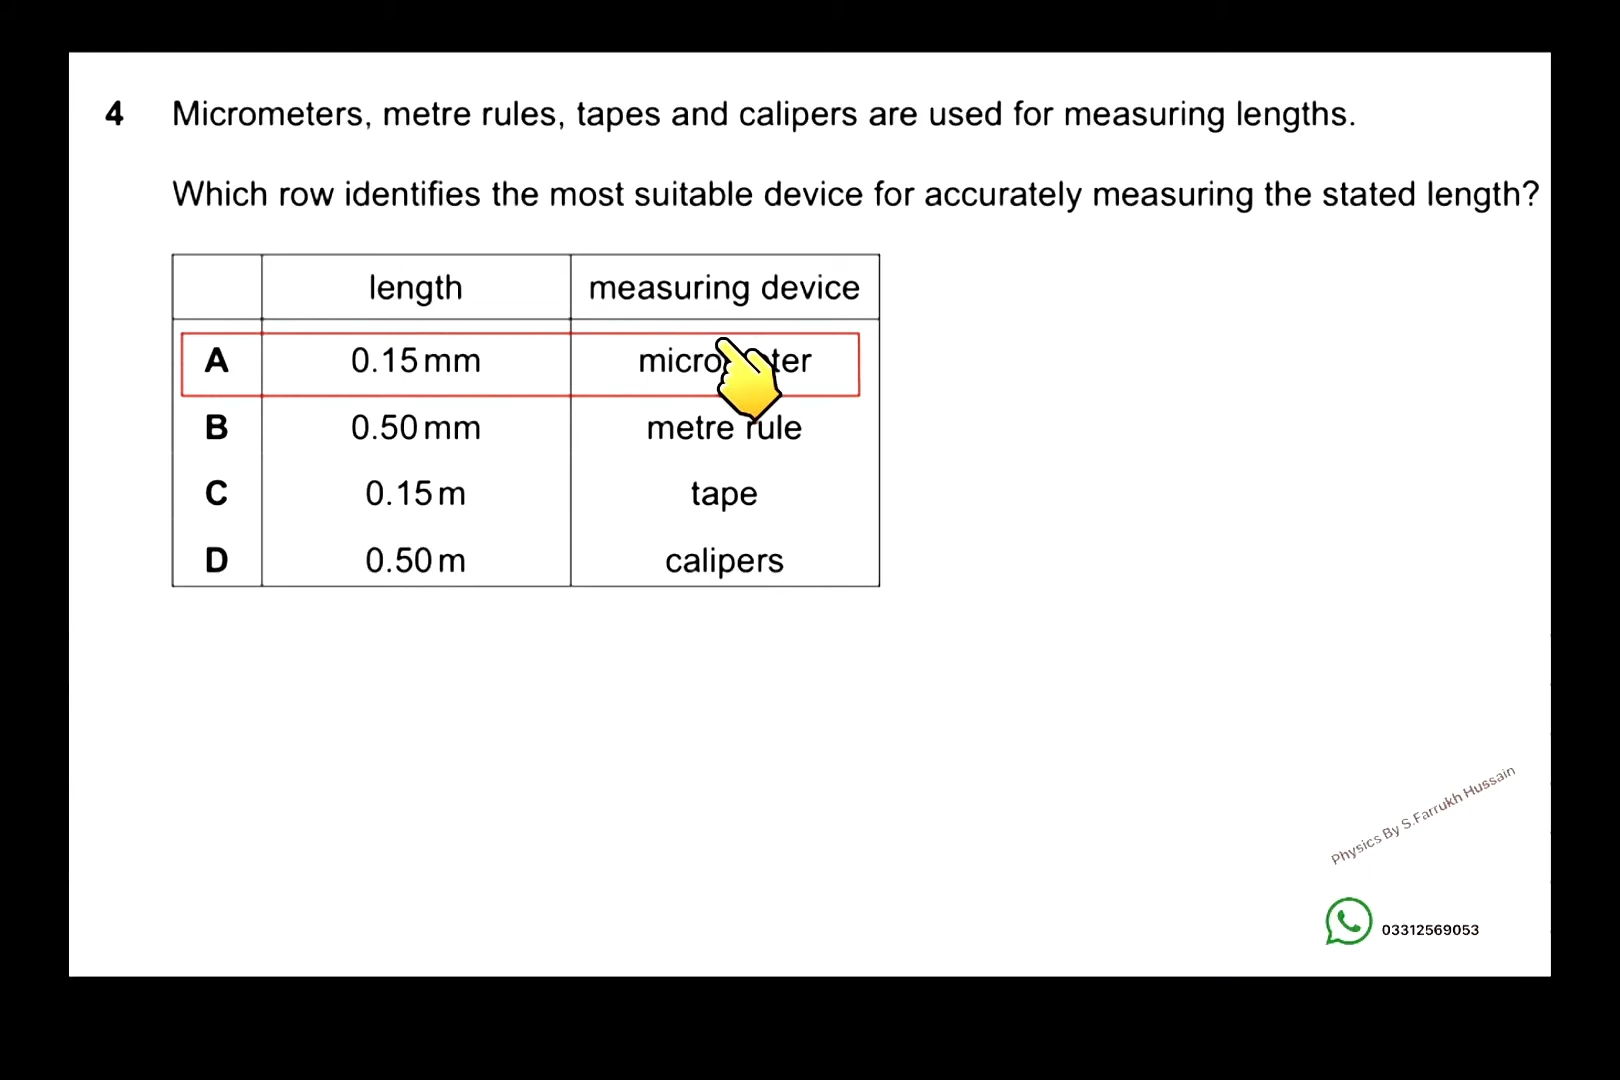 4 Micrometers, metre rules, tapes and calipers are used for measuring lengths.
Which row identifies the most suitable device for accurately measuring the stated length?
length measuring device
A 0.15 mm
B 0.50 mm metre rule
C 0.15 m tape
D 0.50 m calipers
Physics By S.Farrukh Hussain
03312569053